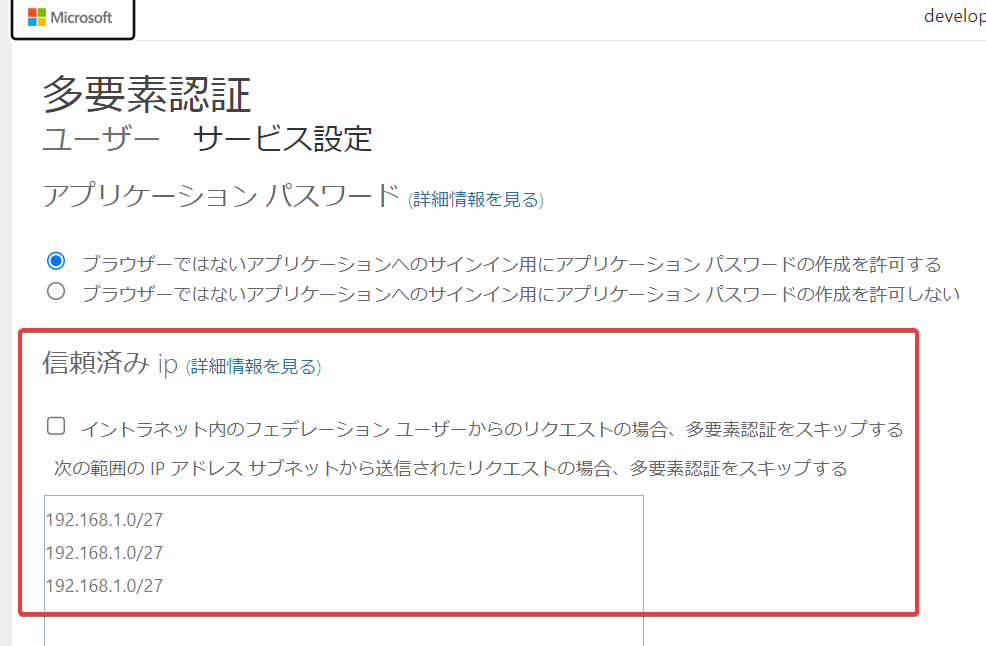 Microsoft
develop
多要素認証
ユーザー サービス設定
アプリケーション パスワード (詳細情報を見る)
ブラウザーではないアプリケーションへのサインイン用にアプリケーション パスワードの作成を許可する
ブラウザーではないアプリケーションへのサインイン用にアプリケーション パスワードの作成を許可しない
信頼済み ip (詳細情報を見る)
イントラネット内のフェデレーション ユーザーからのリクエストの場合、多要素認証をスキップする
次の範囲の IP アドレス サブネットから送信されたリクエストの場合、多要素認証をスキップする
192.168.1.0/27
192.168.1.0/27
192.168.1.0/27